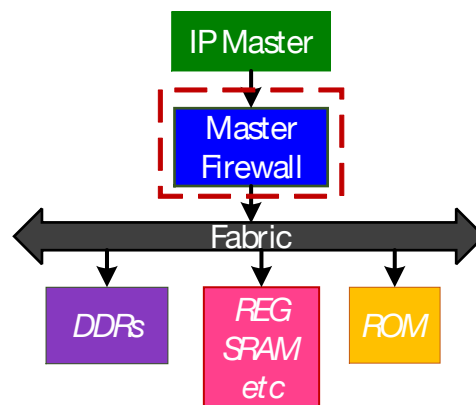 IP Master
Master
Firewall
Fabric
DDRs
REG
SRAM
etc
ROM